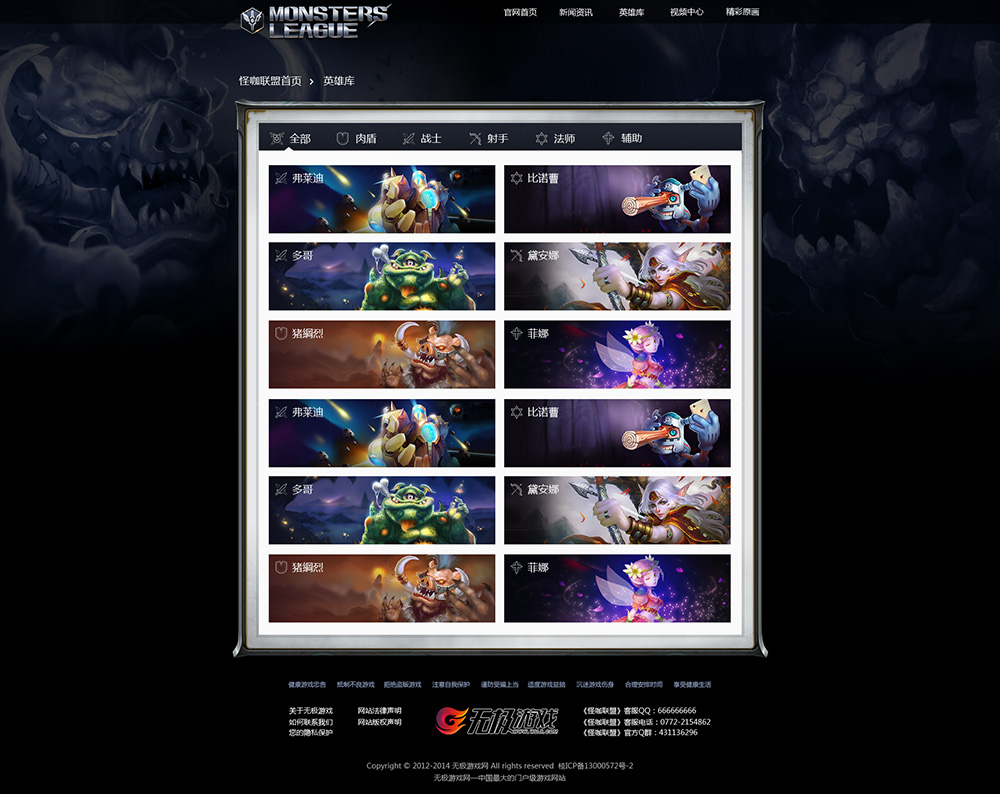 MONSTERS
LEAGUE
官网首页 新闻资讯 英雄库 视频中心 精彩原画
怪咖联盟首页 > 英雄库
全部 肉盾 战士 射手 法师 辅助
弗莱迪 比诺曹
多哥 黛安娜
猪纲烈 菲娜
弗莱迪 比诺曹
多哥 黛安娜
猪纲烈 菲娜
健康游戏忠告 抵制不良游戏 拒绝盗版游戏 注意自我保护 谨防受骗上当 适度游戏益脑 沉迷游戏伤身 合理安排时间 享受健康生活
关于无极游戏 网站法律声明
如何联系我们 网站版权声明
您的隐私保护
无极游戏
《怪咖联盟》客服QQ：666666666
《怪咖联盟》客服电话：0772-2154862
《怪咖联盟》官方Q群：431136296
Copyright © 2012-2014 无极游戏网 All rights reserved 桂ICP备13000572号-2
无极游戏网—中国最大的门户级游戏网站